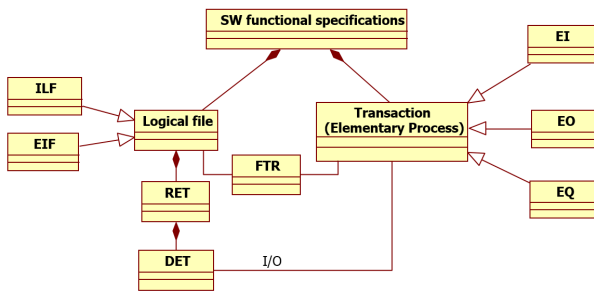 SW functional specifications
EI
ILF
Logical file
Transaction
(Elementary Process)
EO
EIF
FTR
RET
EQ
DET
I/O